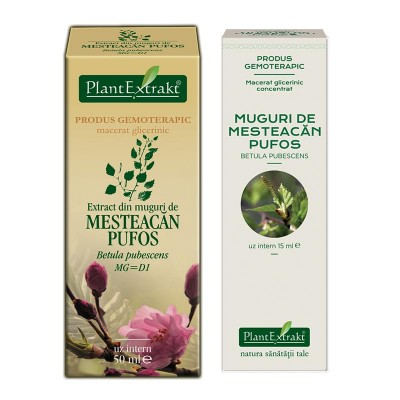 PlantExtrakt
PRODUS GEMOTERAPIC
macerat glicerinic
Extract din muguri de
MESTEACĂN
PUFOS
Betula pubescens
MG=D1
uz intern
50 ml e
PRODUS
GEMOTERAPIC
Macerat glicerinic
concentrat
MUGURI DE
MESTEACĂN
PUFOS
BETULA PUBESCENS
uz intern 15 ml e
PlantExtrakt
natura sănătății tale